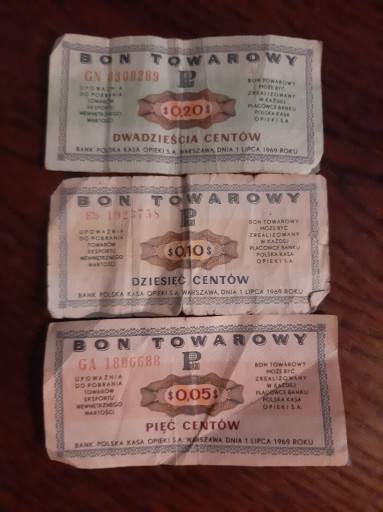 BON TOWAROWY
GN 0308289
UPOWAŻNIA
DO POBRANIA
TOWARÓW
EKSPORTU
WEWNĘTRZNEGO
WARTOŚCI
BON TOWAROWY
MOŻE BYĆ
ZREALIZOWANY
W KAŻDEJ
PLACÓWCE BANKU
POLSKA KASA
OPIEKI S.A.
$0,20$
DWADZIEŚCIA CENTÓW
BANK POLSKA KASA OPIEKI S.A. WARSZAWA, DNIA 1 LIPCA 1969 ROKU
BON TOWAROWY
1923758
UPOWAŻNIA
DO POBRANIA
TOWARÓW
EKSPORTU
WEWNĘTRZNEGO
WARTOŚCI
BON TOWAROWY
MOŻE BYĆ
ZREALIZOWANY
W KAŻDEJ
PLACÓWCE BANKU
POLSKA KASA
OPIEKI S.A.
$0,10$
DZIESIĘĆ CENTÓW
BANK POLSKA KASA OPIEKI S.A. WARSZAWA, DNIA 1 LIPCA 1969 ROKU
BON TOWAROWY
GA 1806688
UPOWAŻNIA
DO POBRANIA
TOWARÓW
EKSPORTU
WEWNĘTRZNEGO
WARTOŚCI
BON TOWAROWY
MOŻE BYĆ
ZREALIZOWANY
W KAŻDEJ
PLACÓWCE BANKU
POLSKA KASA
OPIEKI S.A.
$0,05$
PIĘĆ CENTÓW
BANK POLSKA KASA OPIEKI S.A. WARSZAWA, DNIA 1 LIPCA 1969 ROKU